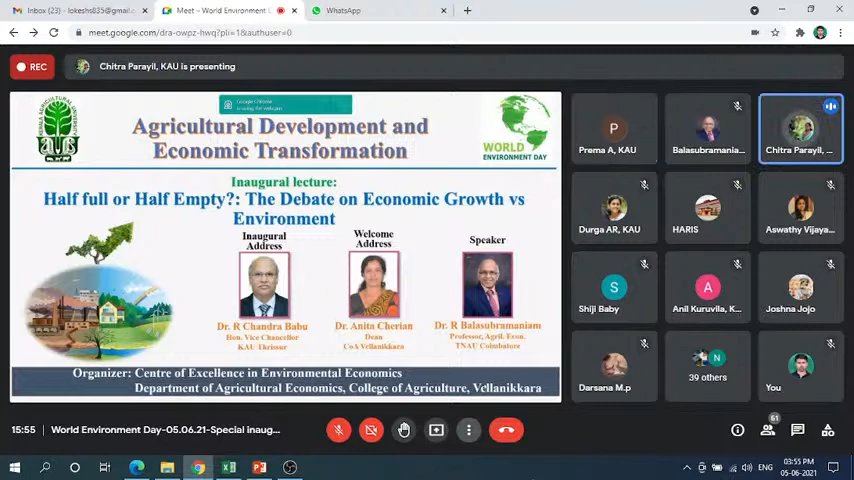 Inbox (23) - lokeshs835@gmail.
Meet – World Environment
WhatsApp
meet.google.com/dra-owpz-hwq?pli=1&authuser=0
REC
Chitra Parayil, KAU is presenting
Agricultural Development and
Economic Transformation
WORLD
ENVIRONMENT DAY
Inaugural lecture:
Half full or Half Empty?: The Debate on Economic Growth vs
Environment
Inaugural
Address
Welcome
Address
Speaker
Dr. R Chandra Babu
Hon. Vice Chancellor
KAU Thrissur
Dr. Anita Cherian
Dean
CoA Vellanikkara
Dr. R Balasubramaniam
Professor, Agril. Econ.
TNAU Coimbatore
Organizer: Centre of Excellence in Environmental Economics
Department of Agricultural Economics, College of Agriculture, Vellanikkara
P
Prema A, KAU
Balasubramania...
Chitra Parayil, ...
Durga AR, KAU
HARIS
Aswathy Vijaya...
S
Shiji Baby
A
Anil Kuruvila, K...
Joshna Jojo
Darsana M.p
N
39 others
You
15:55
World Environment Day-05.06.21-Special inaug...
61
ENG
03:55 PM
05-06-2021